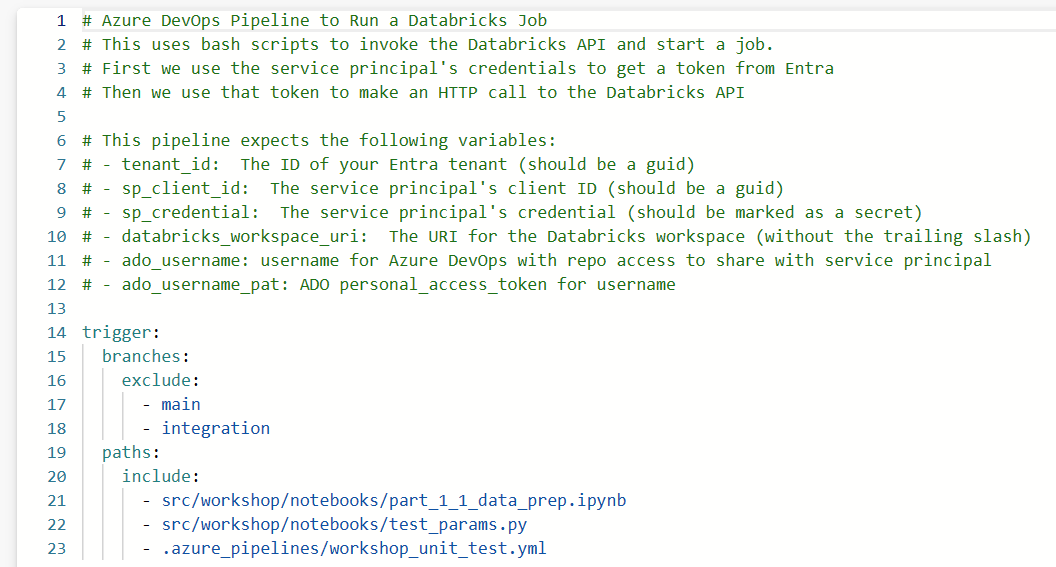 1 # Azure DevOps Pipeline to Run a Databricks Job
2 # This uses bash scripts to invoke the Databricks API and start a job.
3 # First we use the service principal's credentials to get a token from Entra
4 # Then we use that token to make an HTTP call to the Databricks API
5
6 # This pipeline expects the following variables:
7 # - tenant_id:  The ID of your Entra tenant (should be a guid)
8 # - sp_client_id:  The service principal's client ID (should be a guid)
9 # - sp_credential:  The service principal's credential (should be marked as a secret)
10 # - databricks_workspace_uri:  The URI for the Databricks workspace (without the trailing slash)
11 # - ado_username: username for Azure DevOps with repo access to share with service principal
12 # - ado_username_pat: ADO personal_access_token for username
13
14 trigger:
15   branches:
16     exclude:
17       - main
18       - integration
19   paths:
20     include:
21       - src/workshop/notebooks/part_1_1_data_prep.ipynb
22       - src/workshop/notebooks/test_params.py
23       - .azure_pipelines/workshop_unit_test.yml